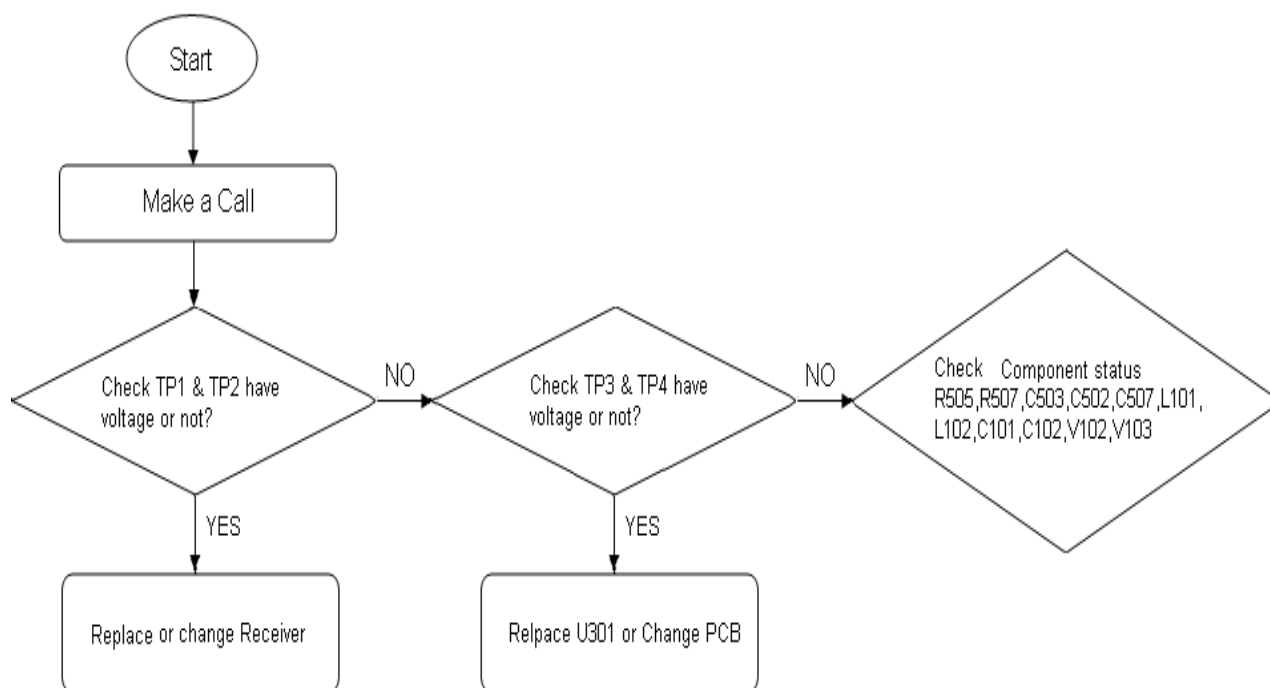 Start
Make a Call
Check TP1 & TP2 have
voltage or not?
NO
Check TP3 & TP4 have
voltage or not?
NO
Check Component status
R505,R507,C503,C502,C507,L101,
L102,C101,C102,V102,V103
YES
YES
Replace or change Receiver
Relpace U301 or Change PCB